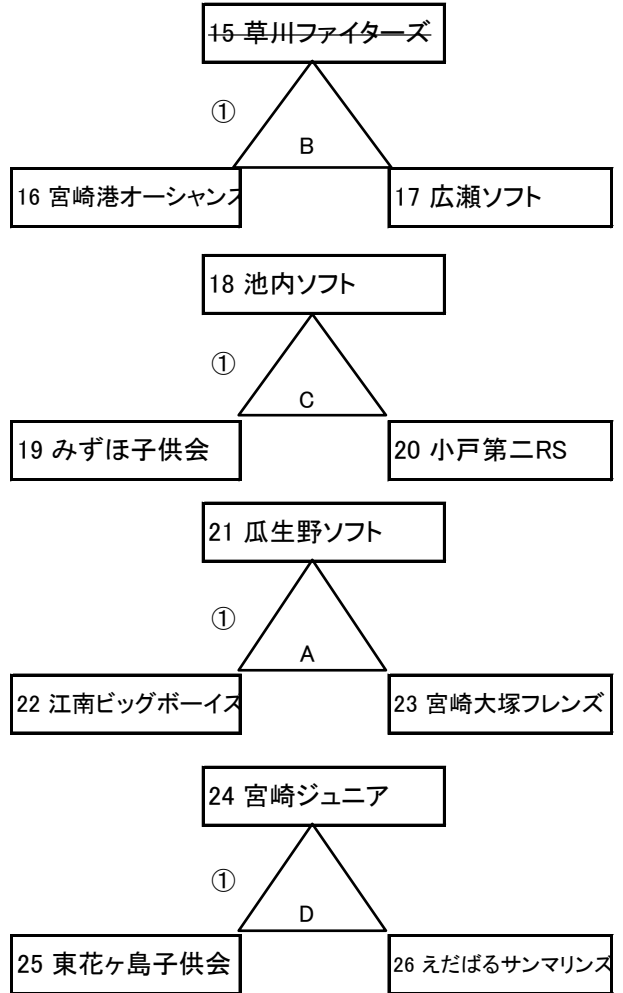 15 草川ファイターズ
①
B
16 宮崎港オーシャンズ
17 広瀬ソフト
18 池内ソフト
①
C
19 みずほ子供会
20 小戸第二RS
21 瓜生野ソフト
①
A
22 江南ビッグボーイズ
23 宮崎大塚フレンズ
24 宮崎ジュニア
①
D
25 東花ヶ島子供会
26 えだばるサンマリンズ